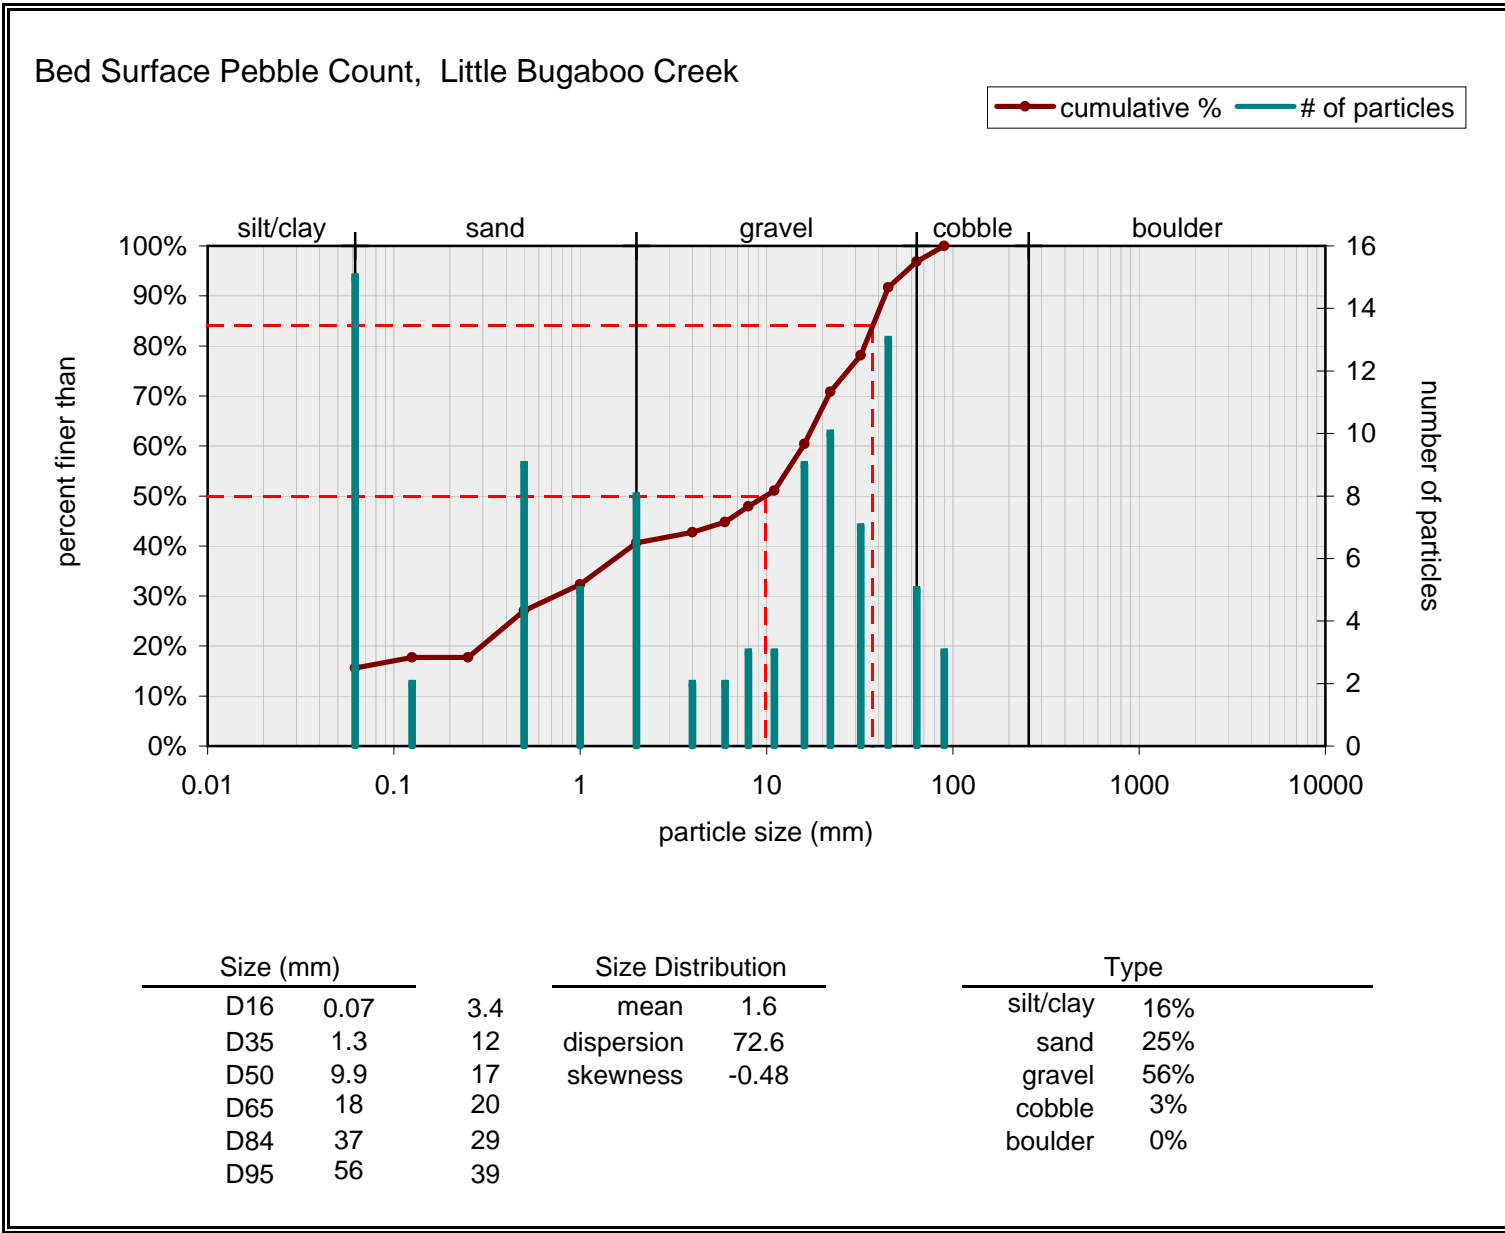 Bed Surface Pebble Count,  Little Bugaboo Creek
cumulative % # of particles
silt/clay sand gravel cobble boulder
percent finer than
100%
90%
80%
70%
60%
50%
40%
30%
20%
10%
0%
16
14
12
10
8
6
4
2
0
number of particles
0.01 0.1 1 10 100 1000 10000
particle size (mm)
Size (mm)
D16 0.07 3.4
D35 1.3 12
D50 9.9 17
D65 18 20
D84 37 29
D95 56 39
Size Distribution
mean 1.6
dispersion 72.6
skewness -0.48
Type
silt/clay 16%
sand 25%
gravel 56%
cobble 3%
boulder 0%